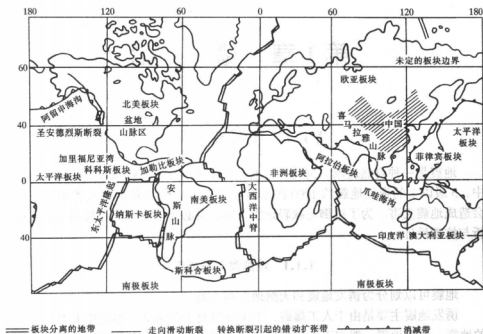 180 120 60 0 60 120 180
60
40
0
40
60
40
0
40
未定的板块边界
欧亚板块
阿留申海沟
北美板块
盆地
山脉区
圣安德烈斯断裂
喜马拉雅山脉
中国
太平洋板块
加里福尼亚湾
科科斯板块
加勒比板块
阿拉伯板块
菲律宾板块
太平洋板块
非洲板块
东太平洋隆起
纳斯卡板块
安斯山脉
南美板块
大西洋中脊
爪哇海沟
印度洋 澳大利亚板块
斯科舍板块
南极板块
南极板块
板块分离的地带 走向滑动断裂 转换断裂引起的错动扩张带 消减带